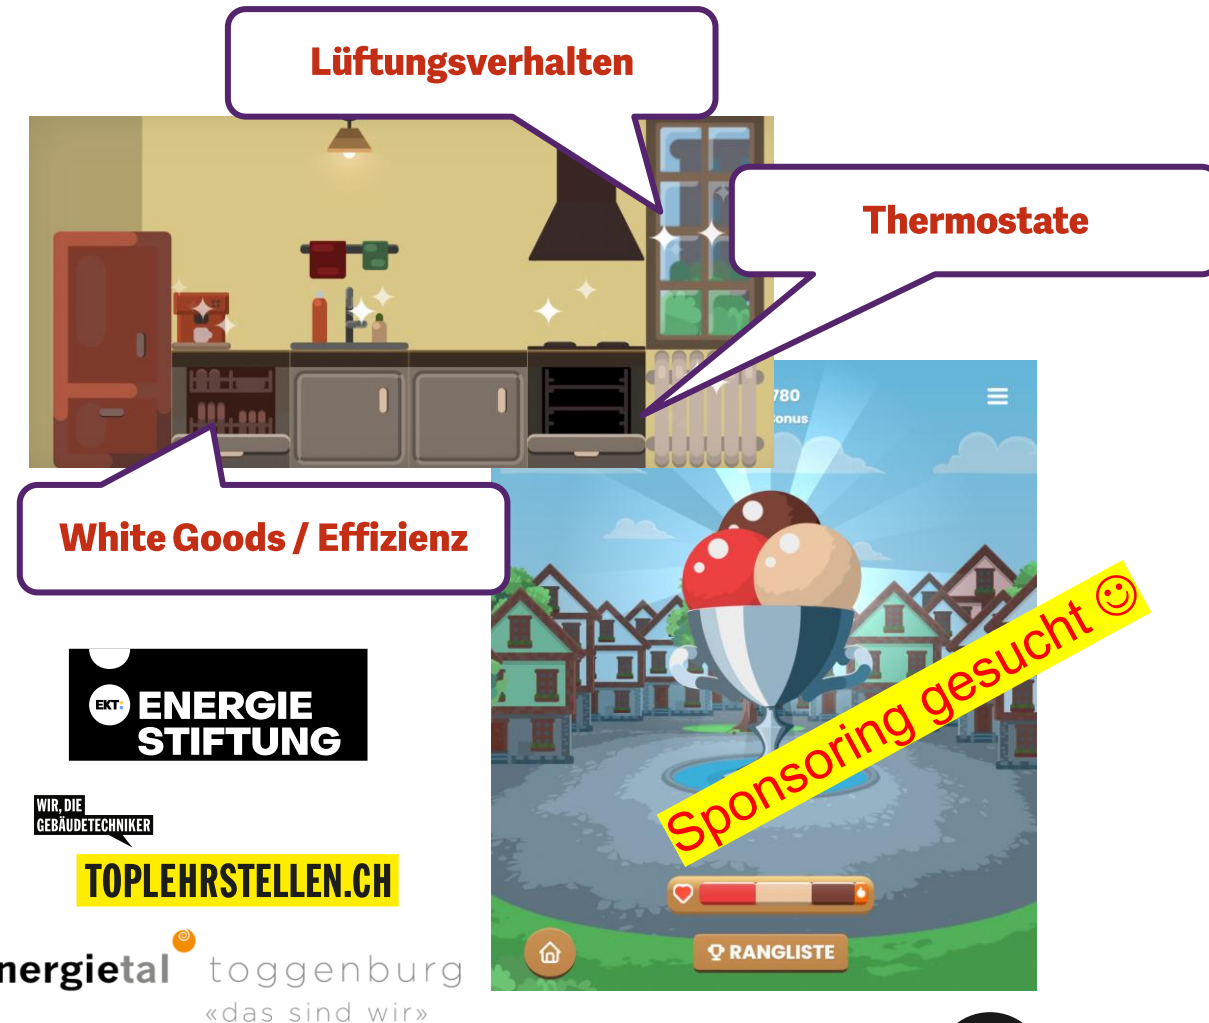 Lüftungsverhalten
Thermostate
780
onus
White Goods / Effizienz
Sponsoring gesucht ☺
EKT: ENERGIE
STIFTUNG
WIR, DIE
GEBÄUDETECHNIKER
TOPLEHRSTELLEN.CH
nergietal toggenburg
«das sind wir»
RANGLISTE